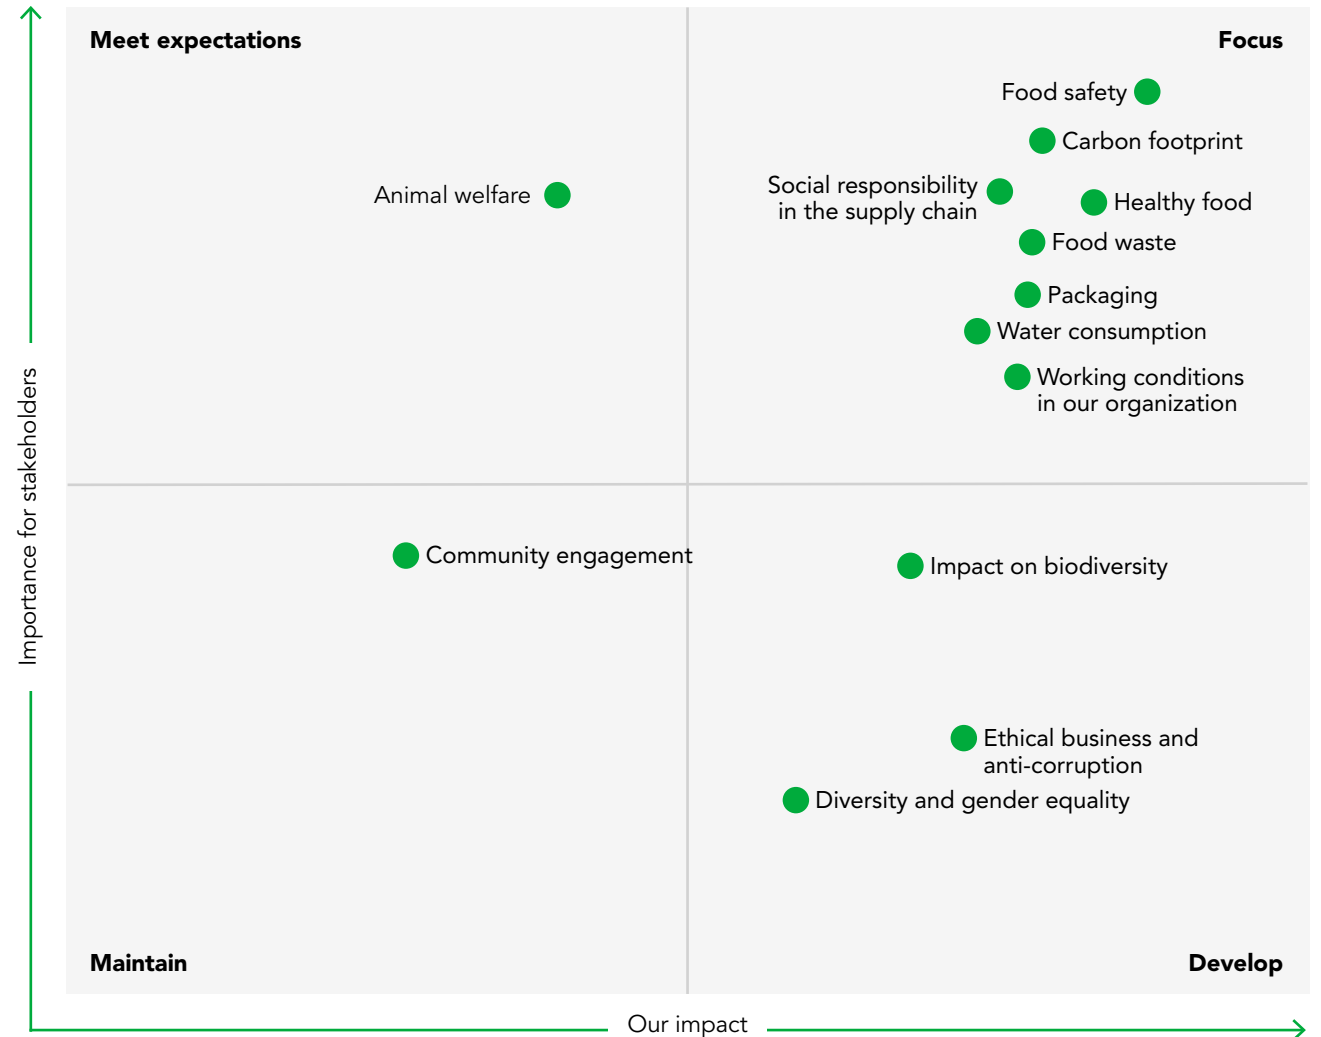 Meet expectations
Focus
Food safety
Carbon footprint
Social responsibility
in the supply chain
Animal welfare
Healthy food
Food waste
Packaging
Water consumption
Working conditions
in our organization
Importance for stakeholders
Community engagement
Impact on biodiversity
Ethical business and
anti-corruption
Diversity and gender equality
Maintain
Develop
Our impact